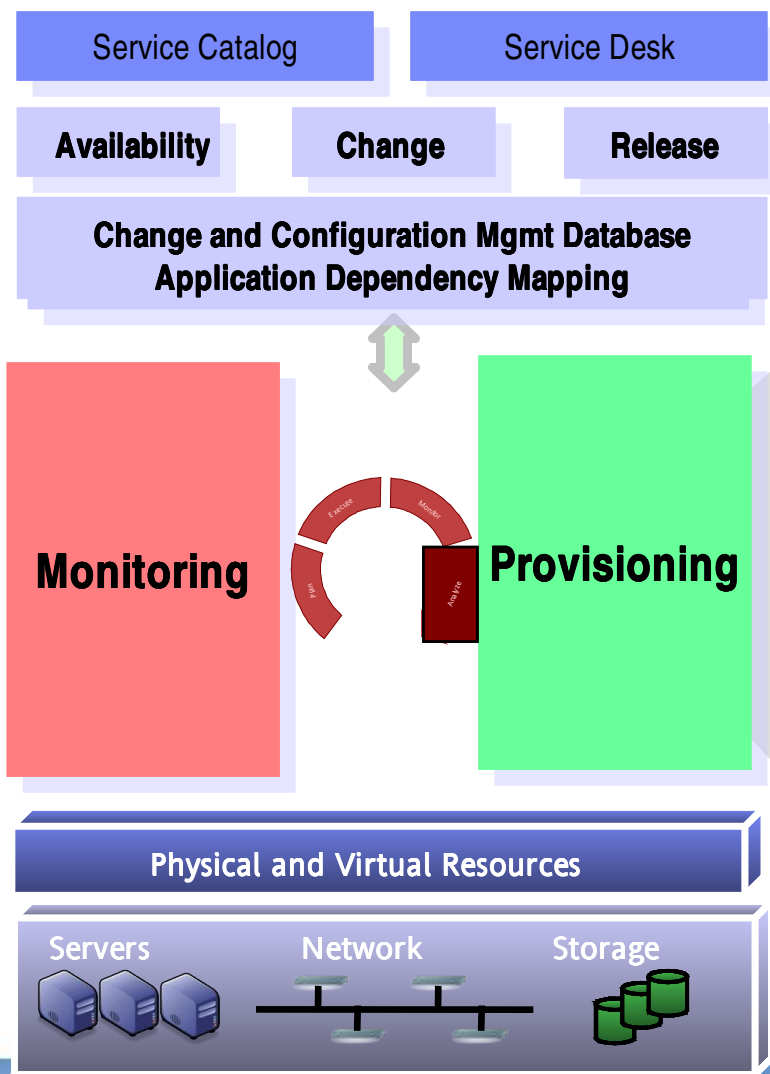 Service Catalog
Service Desk
Availability
Change
Release
Change and Configuration Mgmt Database
Application Dependency Mapping
Execute
Monitor
Monitoring
Plan
Analyze
Provisioning
Physical and Virtual Resources
Servers
Network
Storage